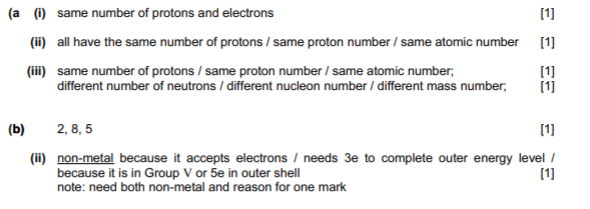 (a (i) same number of protons and electrons [1]
(ii) all have the same number of protons / same proton number / same atomic number [1]
(iii) same number of protons / same proton number / same atomic number; [1]
different number of neutrons / different nucleon number / different mass number; [1]
(b) 2, 8, 5 [1]
(ii) non-metal because it accepts electrons / needs 3e to complete outer energy level /
because it is in Group V or 5e in outer shell [1]
note: need both non-metal and reason for one mark